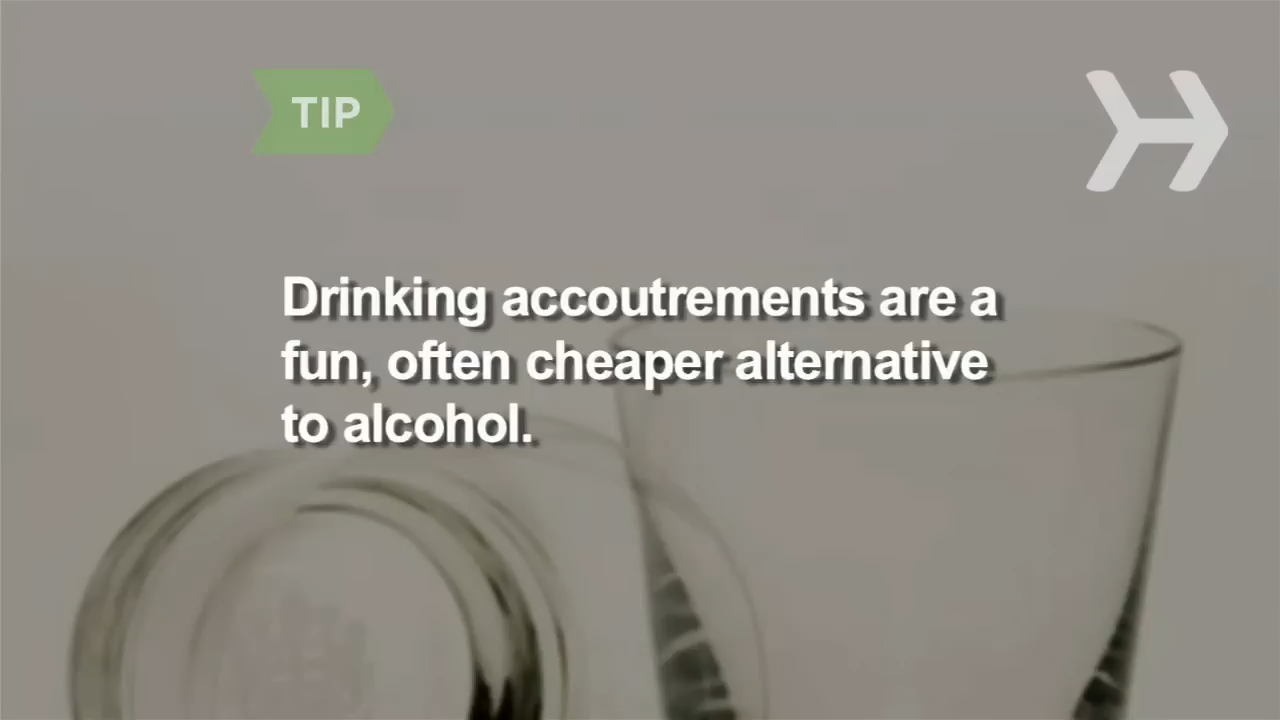 TIP
Drinking accoutrements are a
fun, often cheaper alternative
to alcohol.